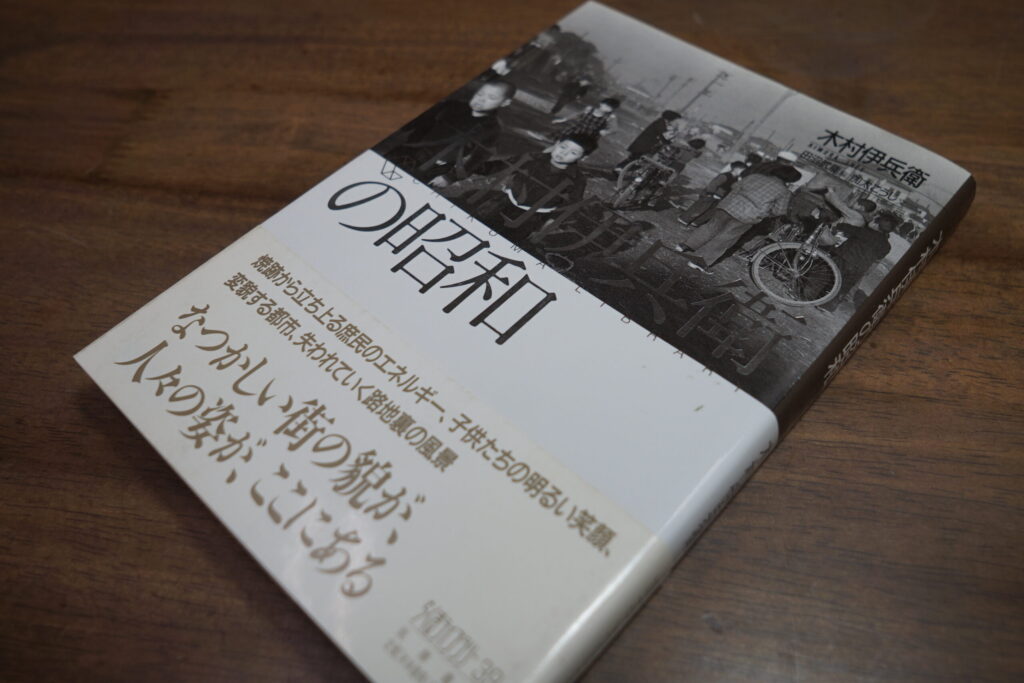 木村伊兵衛
木村伊兵衛
の昭和
CHIKUMA LIBRARY
焼跡から立ち上る庶民のエネルギー、子供たちの明るい笑顔、
変貌する都市、失われていく路地裏の風景
なつかしい街の貌が、
人々の姿が、ここにある
39